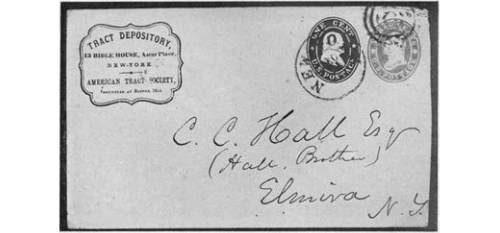 TRACT DEPOSITORY,
13 BIBLE HOUSE, Astor Place,
NEW-YORK
AMERICAN TRACT SOCIETY,
ONE CENT
U.S. POSTAGE
NEW
C. C. Hall Esq
(Hall Brother)
Elmira
N. Y.